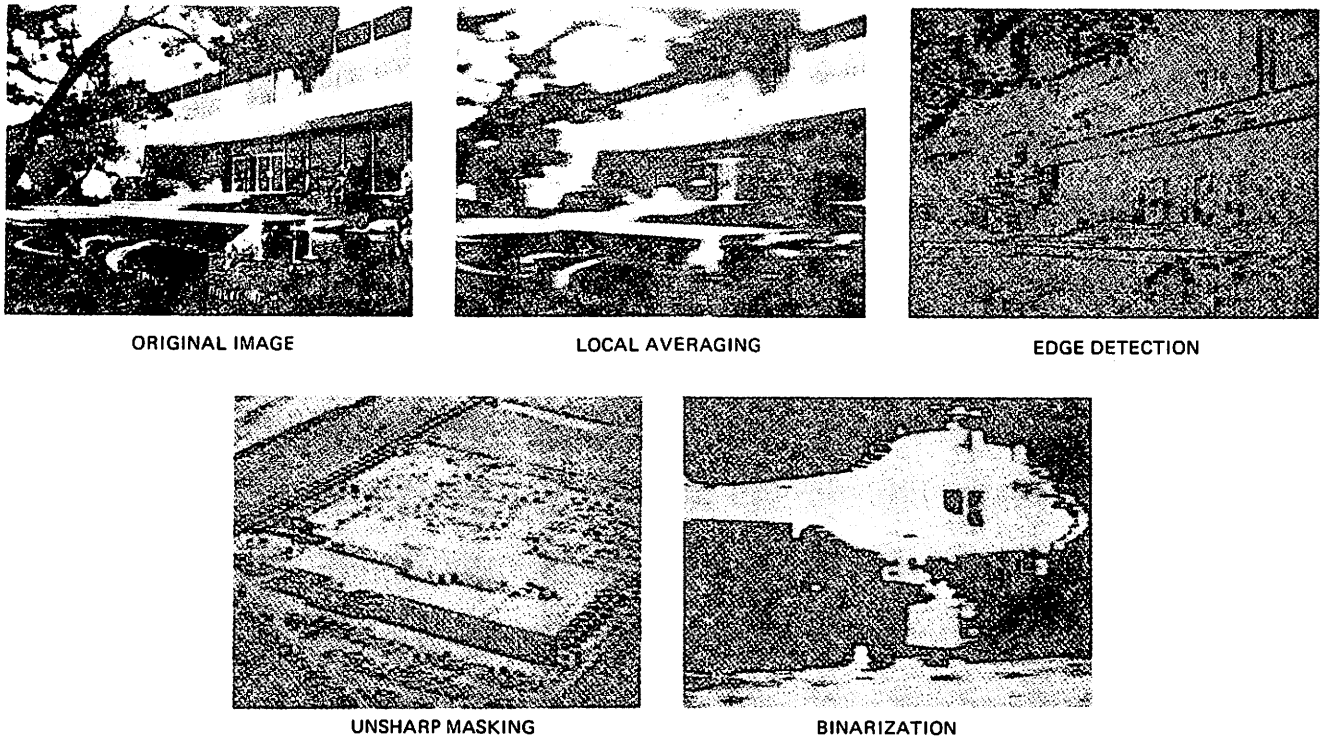 ORIGINAL IMAGE
LOCAL AVERAGING
EDGE DETECTION
UNSHARP MASKING
BINARIZATION